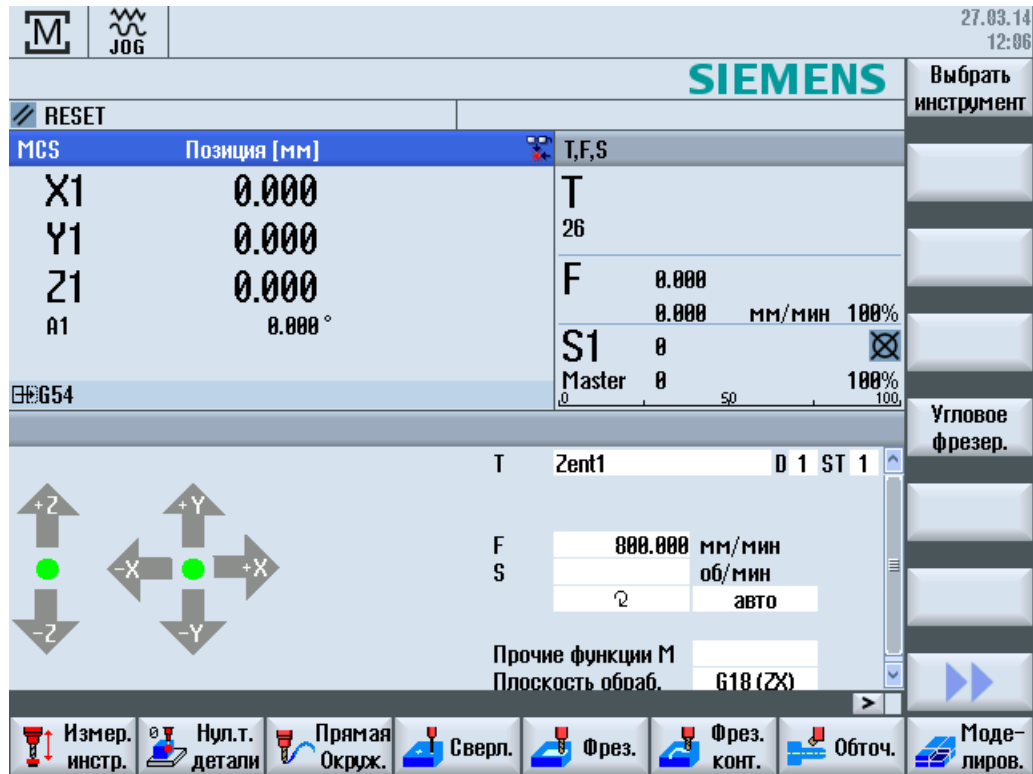 M
JOG
27.03.14
12:06
SIEMENS
Выбрать
инструмент
RESET
MCS Позиция [мм]
T,F,S
X1 0.000
Y1 0.000
Z1 0.000
A1 0.000 °
G54
T
26
F 0.000
0.000 мм/мин 100%
S1 0
Master 0 100%
0 50 100
Угловое
фрезер.
T Zent1 D 1 ST 1
F 800.000 мм/мин
S об/мин
авто
Прочие функции М
Плоскость обраб. G18 (ZX)
+Z
+Y
-X
+X
-Z
-Y
>
Измер.
инстр.
Нул.т.
детали
Прямая
Окруж.
Сверл.
Фрез.
Фрез.
конт.
Обточ.
Моде-
лиров.